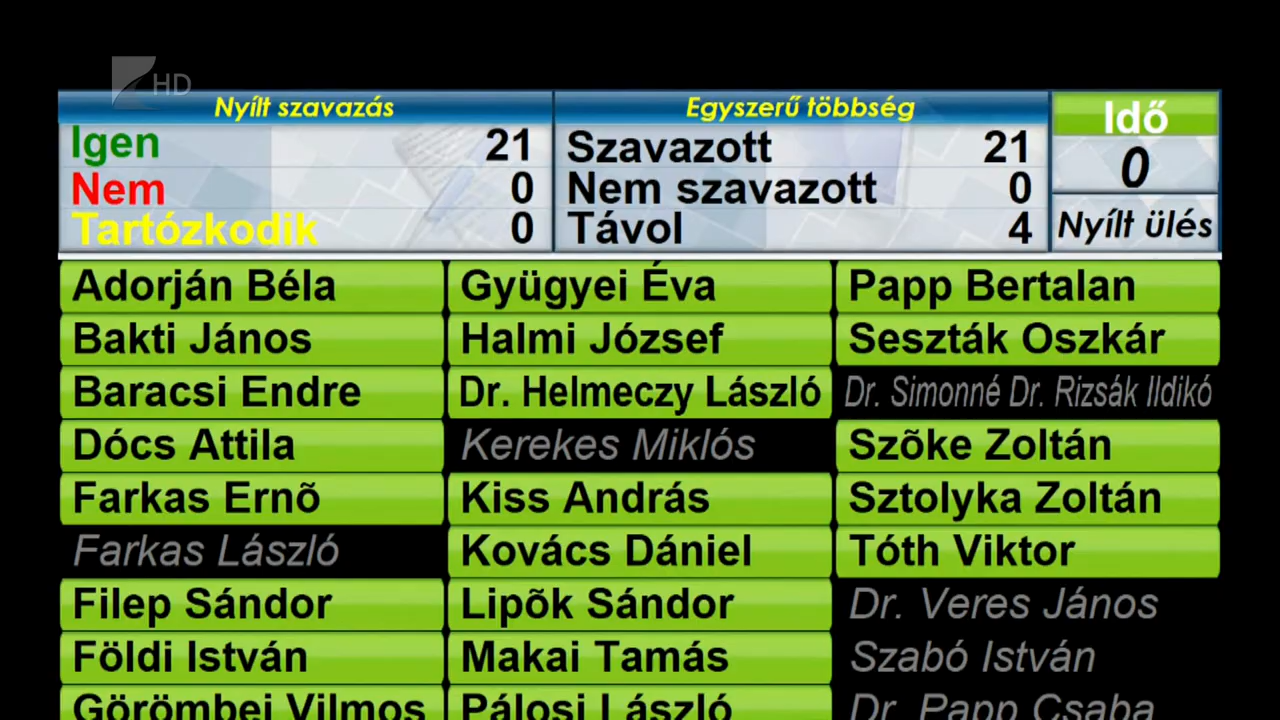 HD
Nyílt szavazás
Igen 21
Nem 0
Tartózkodik 0
Egyszerű többség
Szavazott 21
Nem szavazott 0
Távol 4
Idő
0
Nyílt ülés
Adorján Béla
Bakti János
Baracsi Endre
Dócs Attila
Farkas Ernõ
Farkas László
Filep Sándor
Földi István
Görömbei Vilmos
Gyügyei Éva
Halmi József
Dr. Helmeczy László
Kerekes Miklós
Kiss András
Kovács Dániel
Lipõk Sándor
Makai Tamás
Pálosi László
Papp Bertalan
Seszták Oszkár
Dr. Simonné Dr. Rizsák Ildikó
Szõke Zoltán
Sztolyka Zoltán
Tóth Viktor
Dr. Veres János
Szabó István
Dr. Papp Csaba